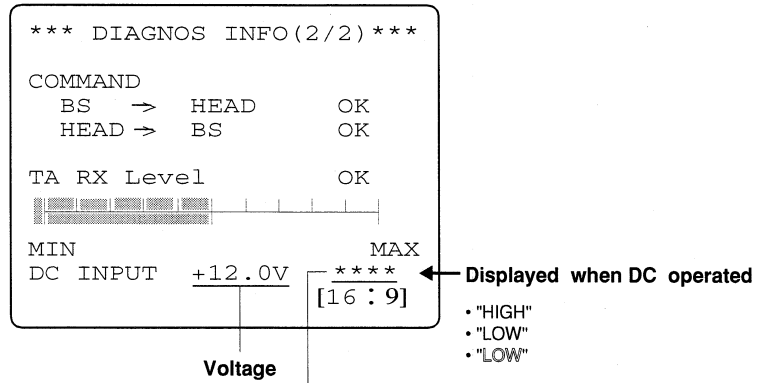 *** DIAGNOS INFO(2/2)***
COMMAND
BS → HEAD OK
HEAD → BS OK
TA RX Level OK
MIN MAX
DC INPUT +12.0V ****
[16:9]
Displayed when DC operated
• "HIGH"
• "LOW"
• "LOW"
Voltage